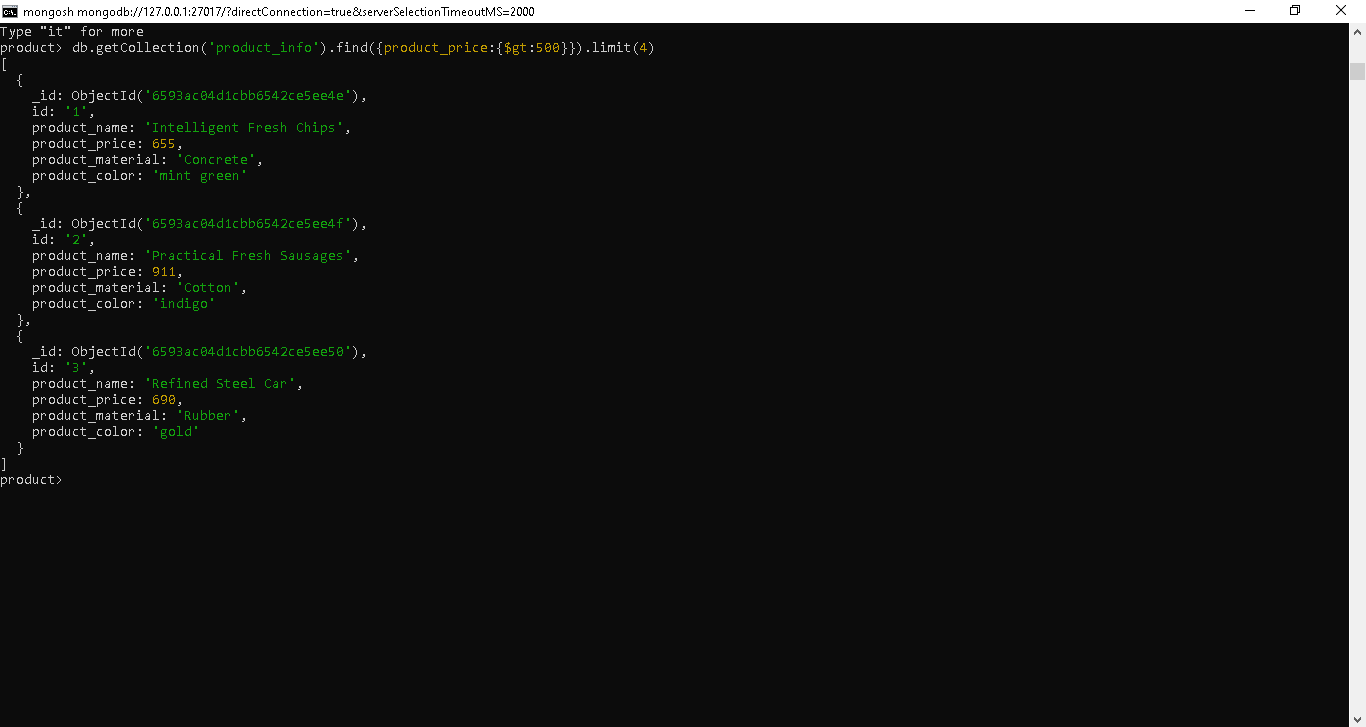 mongosh mongodb://127.0.0.1:27017/?directConnection=true&serverSelectionTimeoutMS=2000
Type "it" for more
product> db.getCollection('product_info').find({product_price:{$gt:500}}).limit(4)
[
  {
    _id: ObjectId('6593ac04d1cbb6542ce5ee4e'),
    id: '1',
    product_name: 'Intelligent Fresh Chips',
    product_price: 655,
    product_material: 'Concrete',
    product_color: 'mint green'
  },
  {
    _id: ObjectId('6593ac04d1cbb6542ce5ee4f'),
    id: '2',
    product_name: 'Practical Fresh Sausages',
    product_price: 911,
    product_material: 'Cotton',
    product_color: 'indigo'
  },
  {
    _id: ObjectId('6593ac04d1cbb6542ce5ee50'),
    id: '3',
    product_name: 'Refined Steel Car',
    product_price: 690,
    product_material: 'Rubber',
    product_color: 'gold'
  }
]
product>